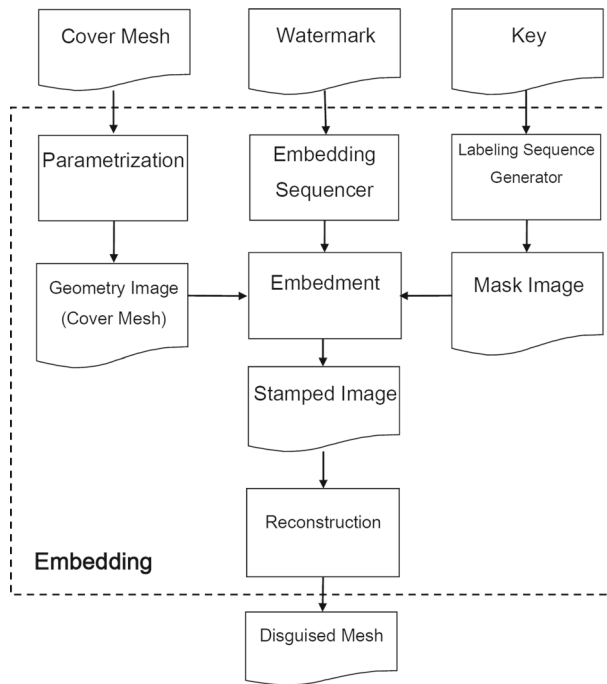 Cover Mesh
Watermark
Key
Parametrization
Embedding
Sequencer
Labeling Sequence
Generator
Geometry Image
(Cover Mesh)
Embedment
Mask Image
Stamped Image
Reconstruction
Embedding
Disguised Mesh